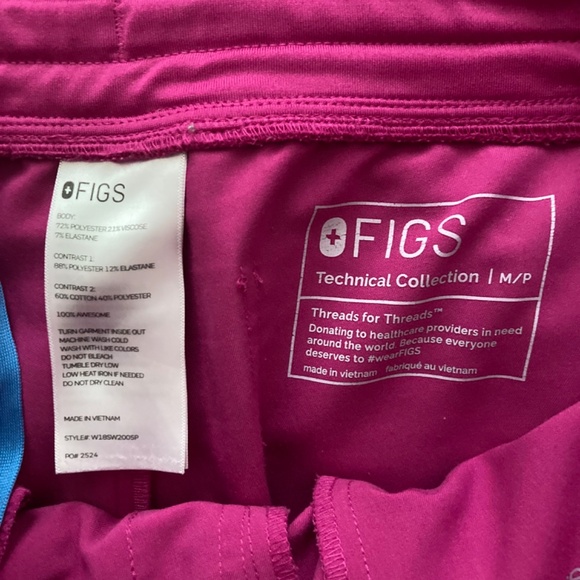 FIGS
BODY:
72% POLYESTER 21% VISCOSE
7% ELASTANE
CONTRAST 1:
88% POLYESTER 12% ELASTANE
CONTRAST 2:
60% COTTON 40% POLYESTER
100% AWESOME
TURN GARMENT INSIDE OUT
MACHINE WASH COLD
WASH WITH LIKE COLORS
DO NOT BLEACH
TUMBLE DRY LOW
LOW HEAT IRON IF NEEDED
DO NOT DRY CLEAN
MADE IN VIETNAM
STYLE# W18SW2005P
PO# 2524
FIGS
Technical Collection | M/P
Threads for Threads™
Donating to healthcare providers in need
around the world. Because everyone
deserves to #wearFIGS
made in vietnam fabriqué au vietnam